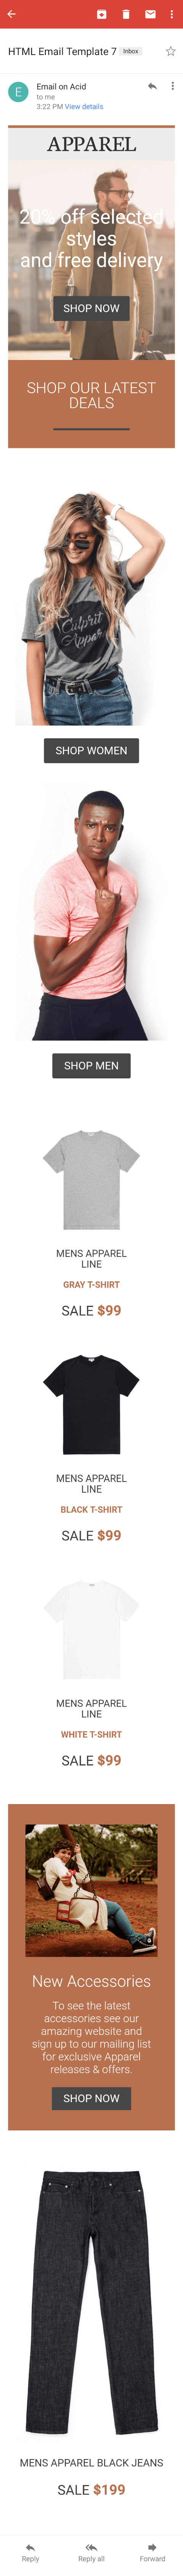 HTML Email Template 7 Inbox
E
Email on Acid
to me
3:22 PM View details
APPAREL
20% off selected
styles
and free delivery
SHOP NOW
SHOP OUR LATEST
DEALS
Culprit
Appar
SHOP WOMEN
SHOP MEN
MENS APPAREL
LINE
GRAY T-SHIRT
SALE $99
MENS APPAREL
LINE
BLACK T-SHIRT
SALE $99
MENS APPAREL
LINE
WHITE T-SHIRT
SALE $99
New Accessories
To see the latest
accessories see our
amazing website and
sign up to our mailing list
for exclusive Apparel
releases & offers.
SHOP NOW
MENS APPAREL BLACK JEANS
SALE $199
Reply
Reply all
Forward